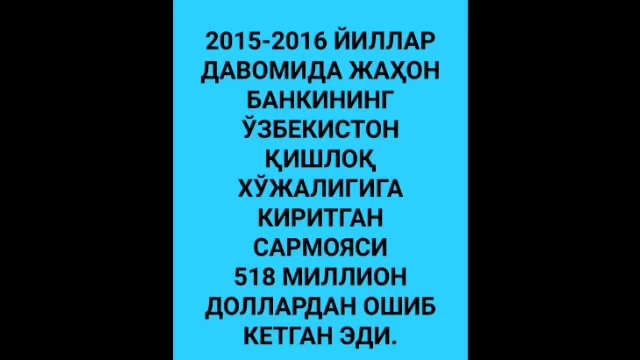 2015-2016 ЙИЛЛАР
ДАВОМИДА ЖАҲОН
БАНКИНИНГ
ЎЗБЕКИСТОН
ҚИШЛОҚ
ХЎЖАЛИГИГА
КИРИТГАН
САРМОЯСИ
518 МИЛЛИОН
ДОЛЛАРДАН ОШИБ
КЕТГАН ЭДИ.